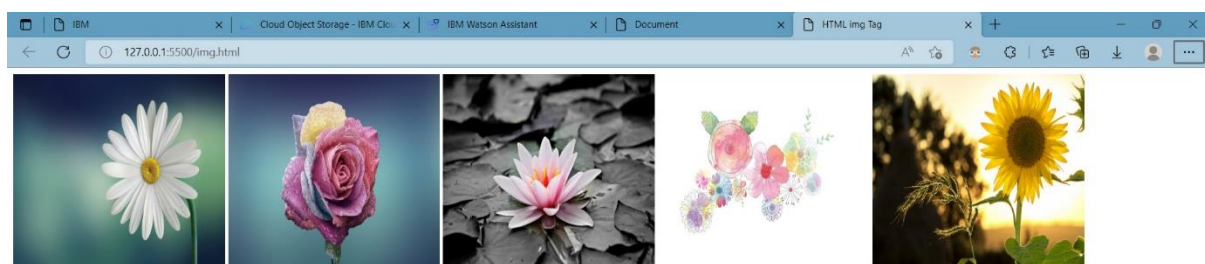 IBM
Cloud Object Storage - IBM Clou
IBM Watson Assistant
Document
HTML img Tag
127.0.0.1:5500/img.html